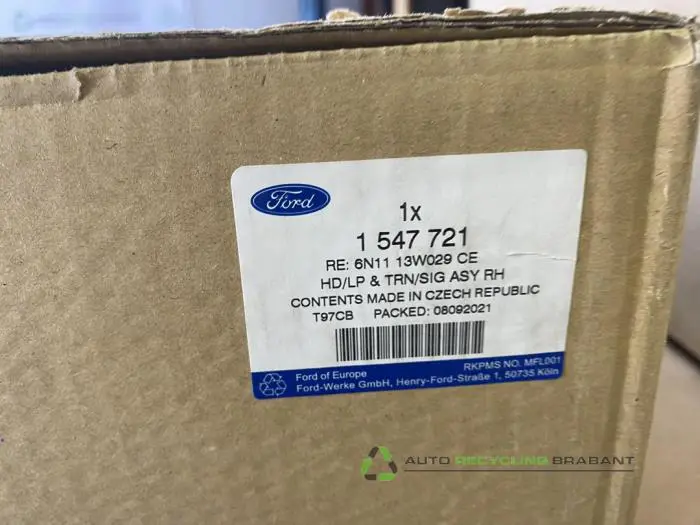 Ford
1x
1 547 721
RE: 6N11 13W029 CE
HD/LP & TRN/SIG ASY RH
CONTENTS MADE IN CZECH REPUBLIC
T97CB PACKED: 08092021
RKPMS NO. MFL001
Ford of Europe
Ford-Werke GmbH, Henry-Ford-Straße 1, 50735 Köln
AUTO RECYCLING BRABANT